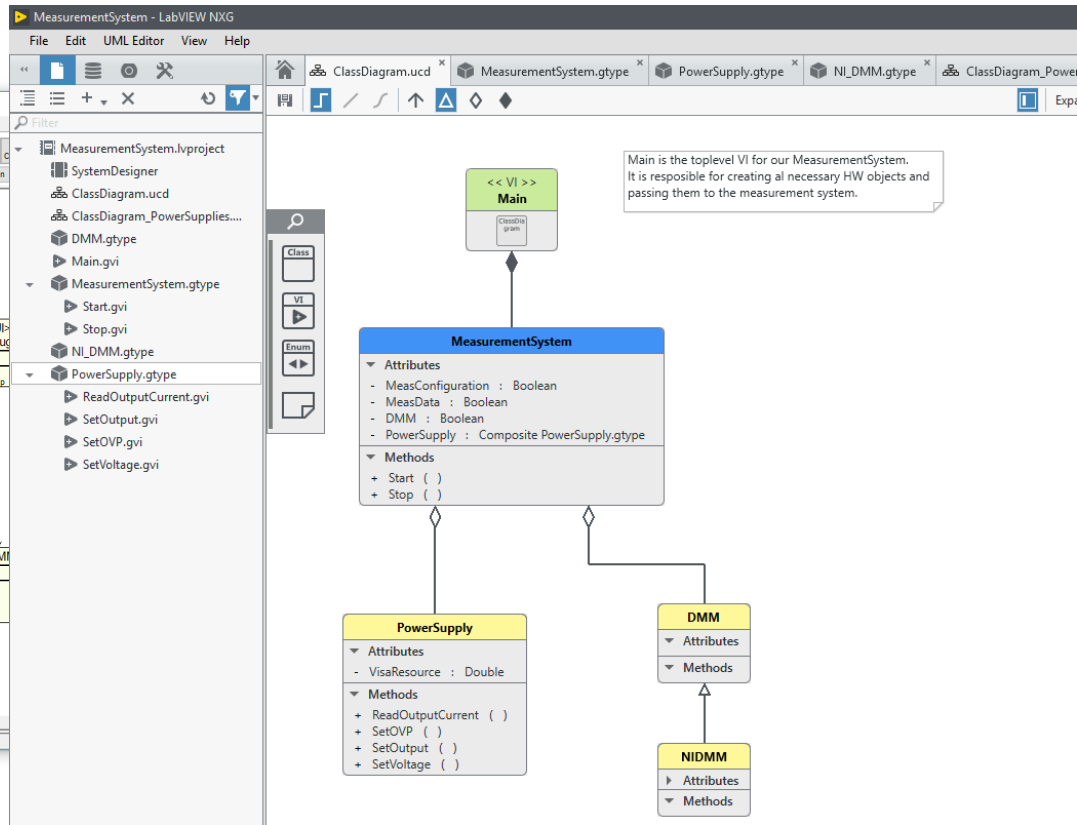 MeasurementSystem - LabVIEW NXG
File Edit UML Editor View Help
ClassDiagram.ucd MeasurementSystem.gtype PowerSupply.gtype NI_DMM.gtype ClassDiagram_Power
Expa
Filter
MeasurementSystem.lvproject
SystemDesigner
ClassDiagram.ucd
ClassDiagram_PowerSupplies....
DMM.gtype
Main.gvi
MeasurementSystem.gtype
Start.gvi
Stop.gvi
NI_DMM.gtype
PowerSupply.gtype
ReadOutputCurrent.gvi
SetOutput.gvi
SetOVP.gvi
SetVoltage.gvi
Class
VI
Enum
<< VI >>
Main
ClassDia
gram
Main is the toplevel VI for our MeasurementSystem.
It is resposible for creating al necessary HW objects and
passing them to the measurement system.
MeasurementSystem
Attributes
- MeasConfiguration : Boolean
- MeasData : Boolean
- DMM : Boolean
- PowerSupply : Composite PowerSupply.gtype
Methods
+ Start ( )
+ Stop ( )
PowerSupply
Attributes
- VisaResource : Double
Methods
+ ReadOutputCurrent ( )
+ SetOVP ( )
+ SetOutput ( )
+ SetVoltage ( )
DMM
Attributes
Methods
NIDMM
Attributes
Methods